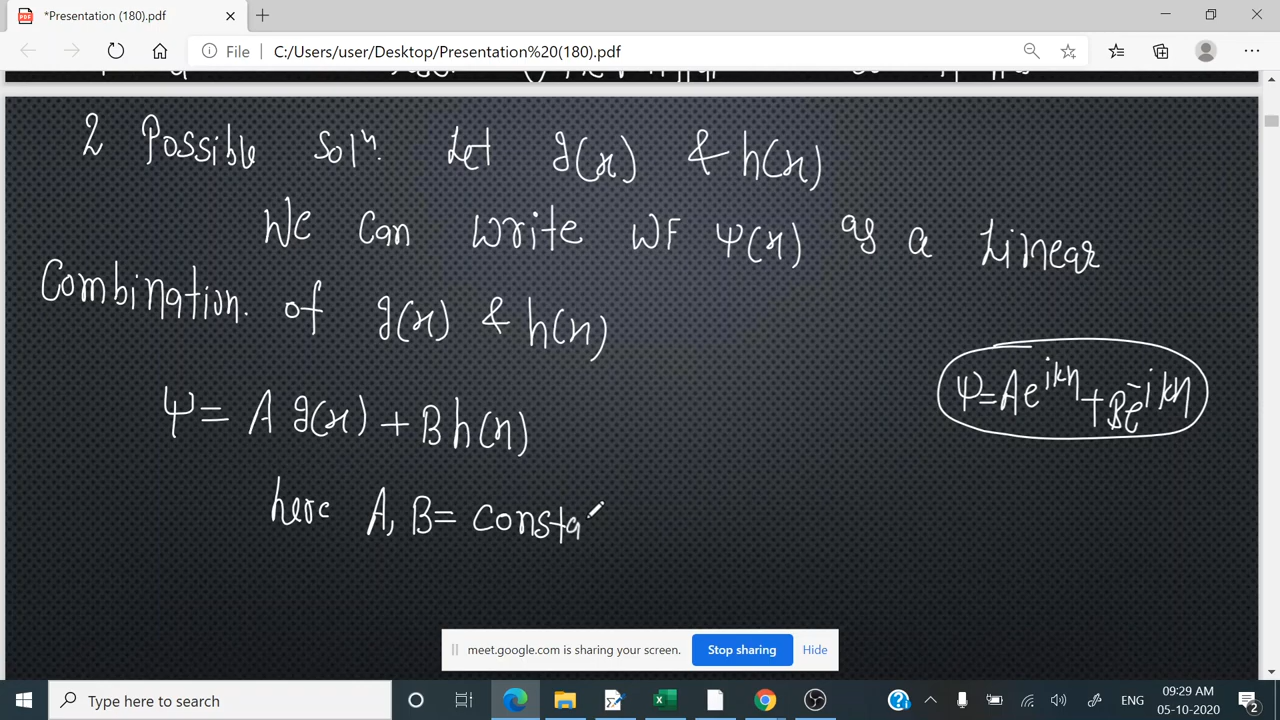 *Presentation (180).pdf
File C:/Users/user/Desktop/Presentation%20(180).pdf
2 Possible Solⁿ. Let g(x) & h(x)
We Can write WF Ψ(x) as a Linear
Combination. of g(x) & h(x)
Ψ=Ae^{ikx}+Be^{-ikx}
Ψ= A g(x) + B h(x)
here A, B= Consta
meet.google.com is sharing your screen. Stop sharing Hide
Type here to search
ENG
09:29 AM
05-10-2020
2